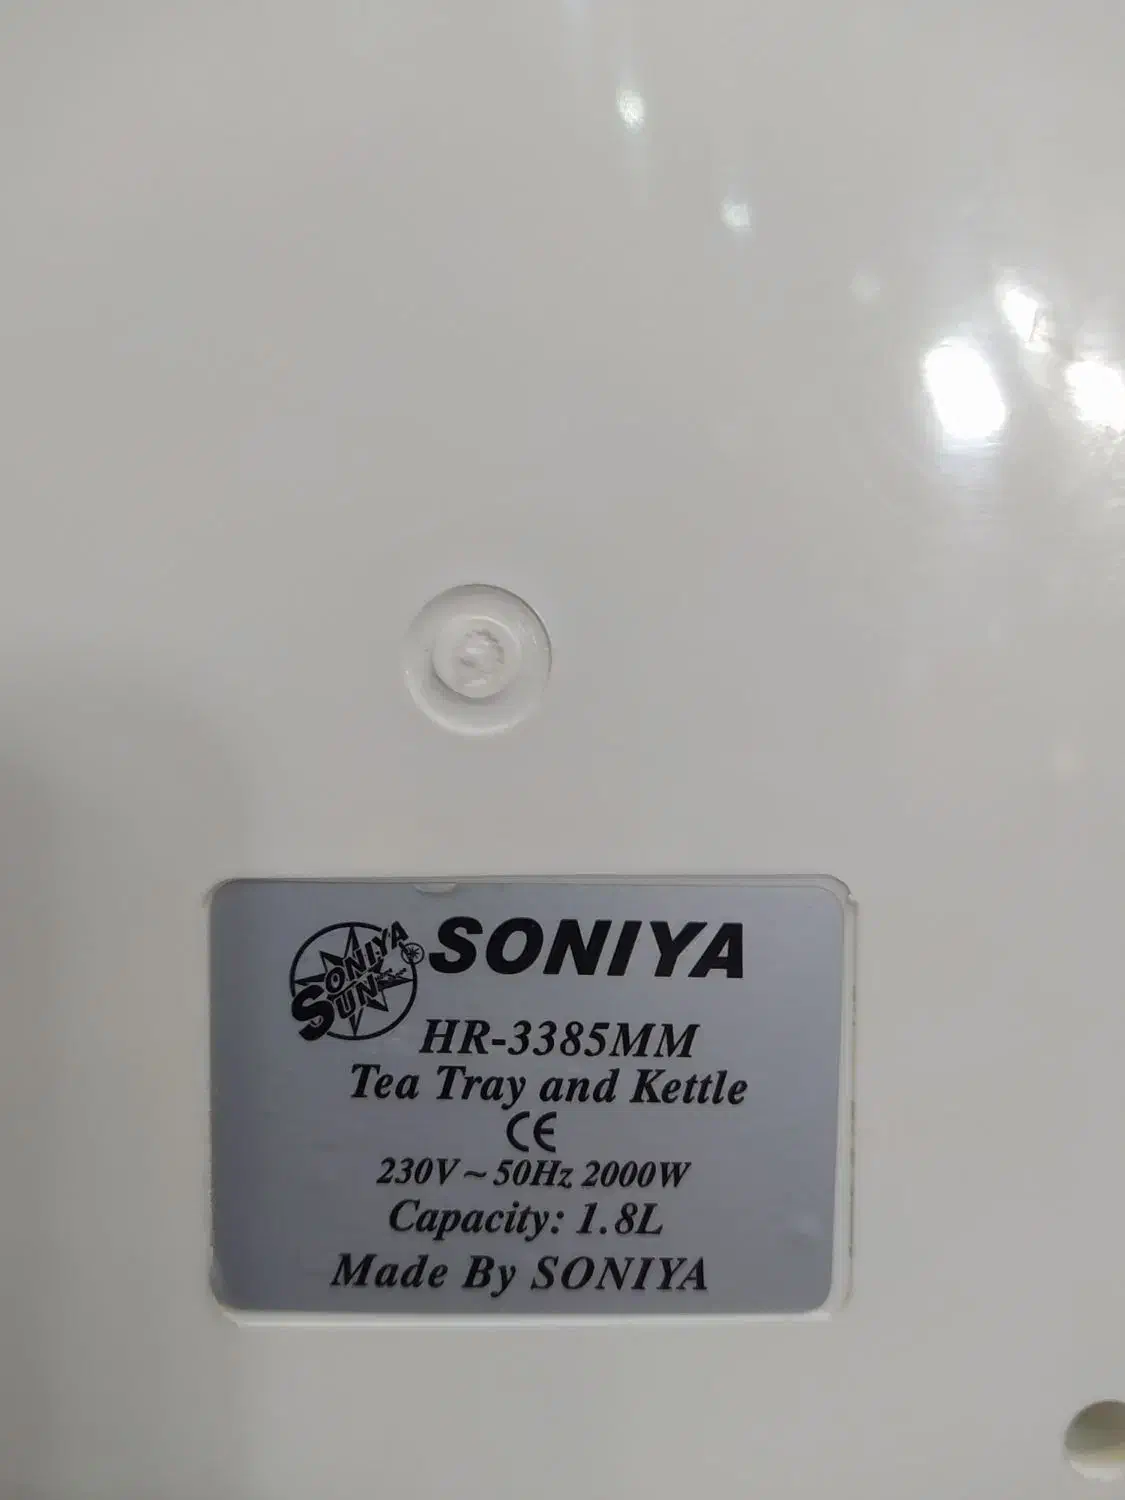 SONIYA SUN
SONIYA
HR-3385MM
Tea Tray and Kettle
CE
230V~50Hz 2000W
Capacity: 1.8L
Made By SONIYA